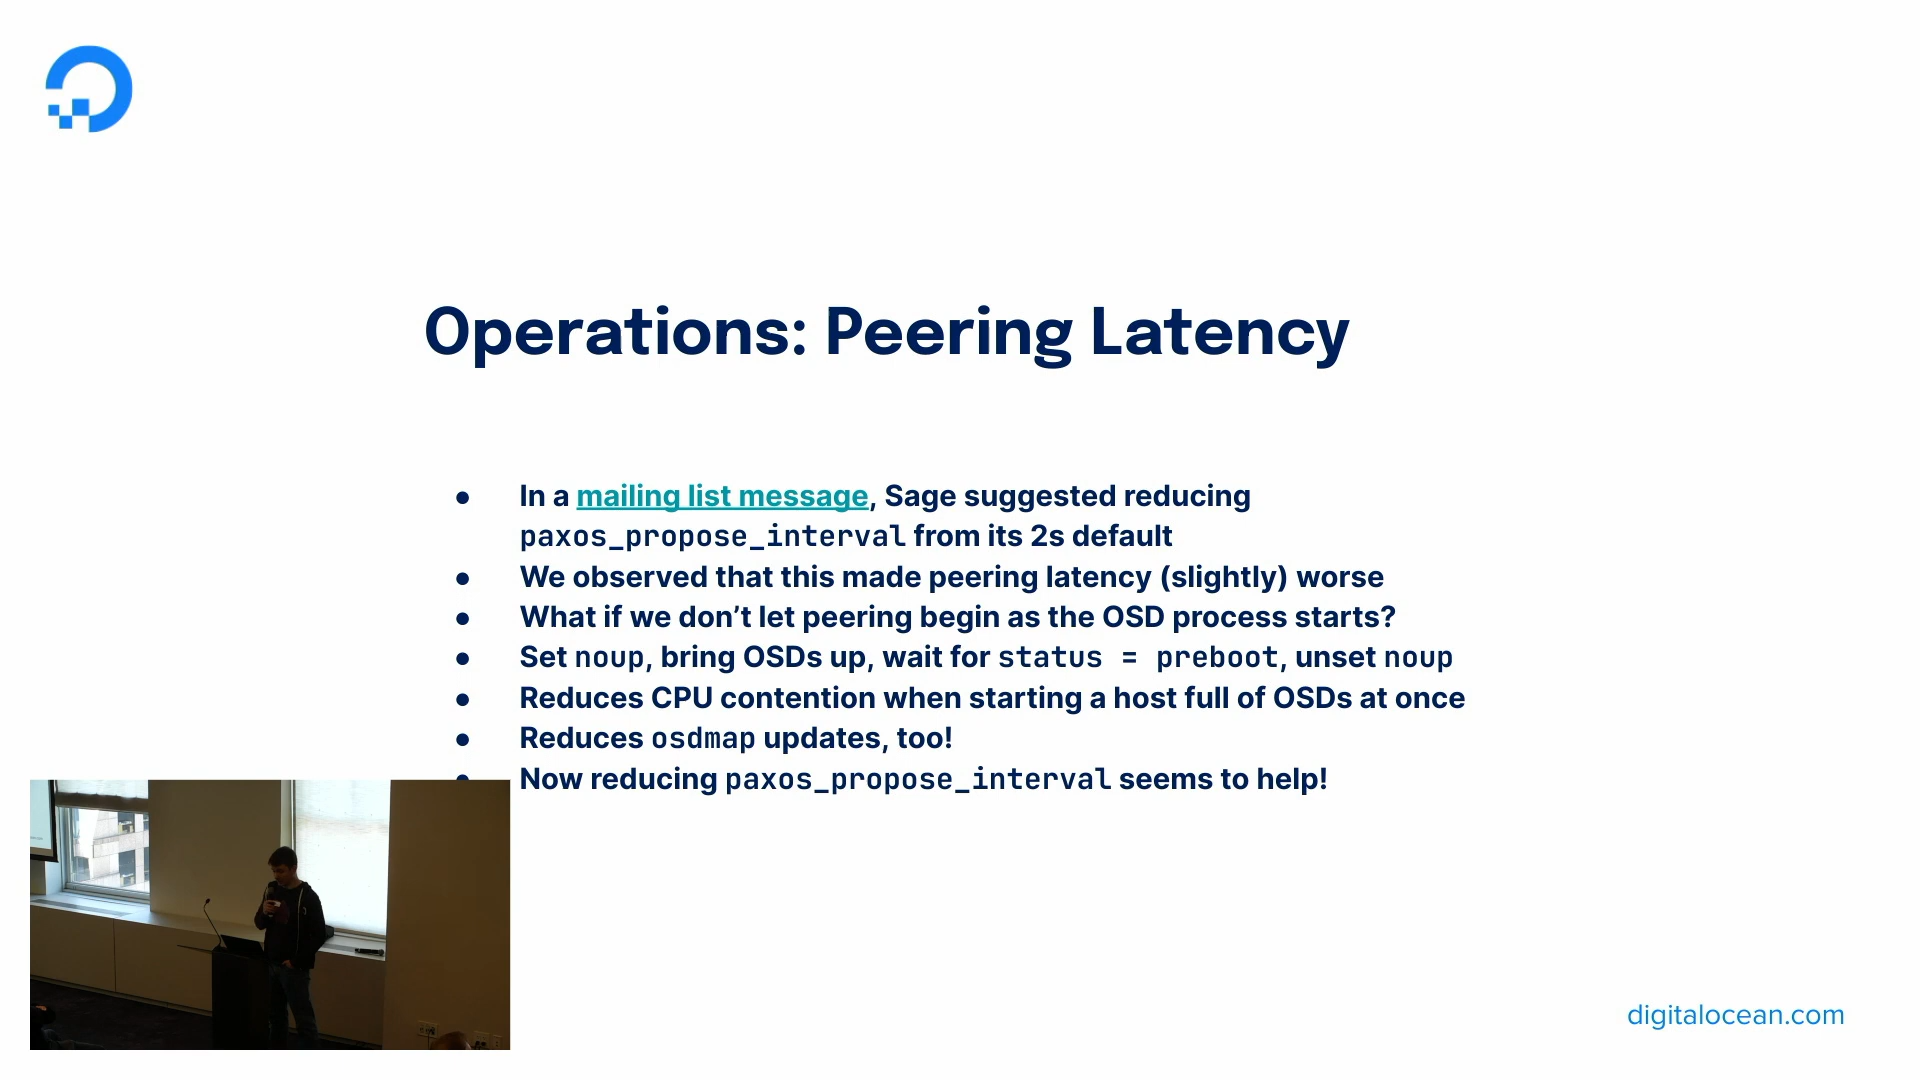 Operations: Peering Latency
● In a mailing list message, Sage suggested reducing
paxos_propose_interval from its 2s default
● We observed that this made peering latency (slightly) worse
● What if we don’t let peering begin as the OSD process starts?
● Set noup, bring OSDs up, wait for status = preboot, unset noup
● Reduces CPU contention when starting a host full of OSDs at once
● Reduces osdmap updates, too!
● Now reducing paxos_propose_interval seems to help!
digitalocean.com